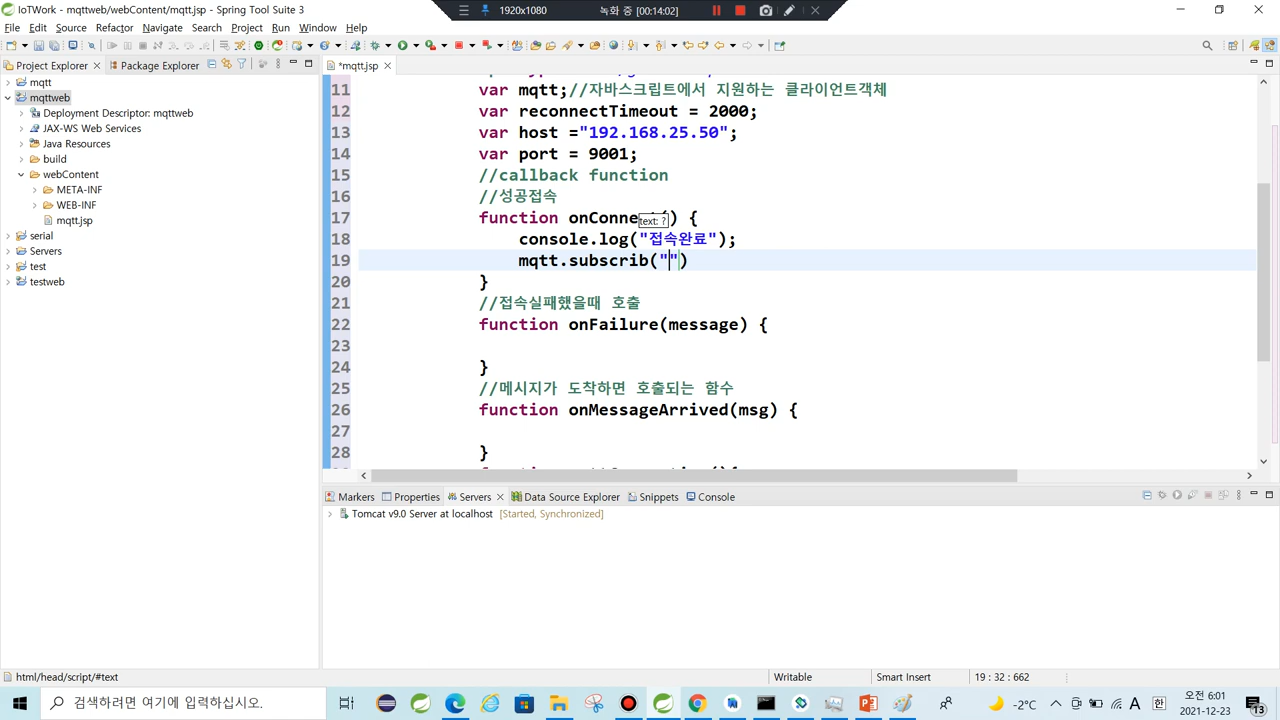 IoTWork - mqttweb/webContent/mqtt.jsp - Spring Tool Suite 3
1920x1080
녹화 중 [00:14:02]
File Edit Source Refactor Navigate Search Project Run Window Help
Project Explorer
Package Explorer
*mqtt.jsp
mqtt
mqttweb
Deployment Descriptor: mqttweb
JAX-WS Web Services
Java Resources
build
webContent
META-INF
WEB-INF
mqtt.jsp
serial
Servers
test
testweb
11 var mqtt;//자바스크립트에서 지원하는 클라이언트객체
12 var reconnectTimeout = 2000;
13 var host ="192.168.25.50";
14 var port = 9001;
15 //callback function
16 //성공접속
17 function onConne
text: ?
) {
18 console.log("접속완료");
19 mqtt.subscrib("")
20 }
21 //접속실패했을때 호출
22 function onFailure(message) {
23
24 }
25 //메시지가 도착하면 호출되는 함수
26 function onMessageArrived(msg) {
27
28 }
Markers Properties Servers Data Source Explorer Snippets Console
Tomcat v9.0 Server at localhost [Started, Synchronized]
html/head/script/#text
Writable
Smart Insert
19 : 32 : 662
검색하려면 여기에 입력하십시오.
-2°C
A
한
오전 6:01
2021-12-23
13